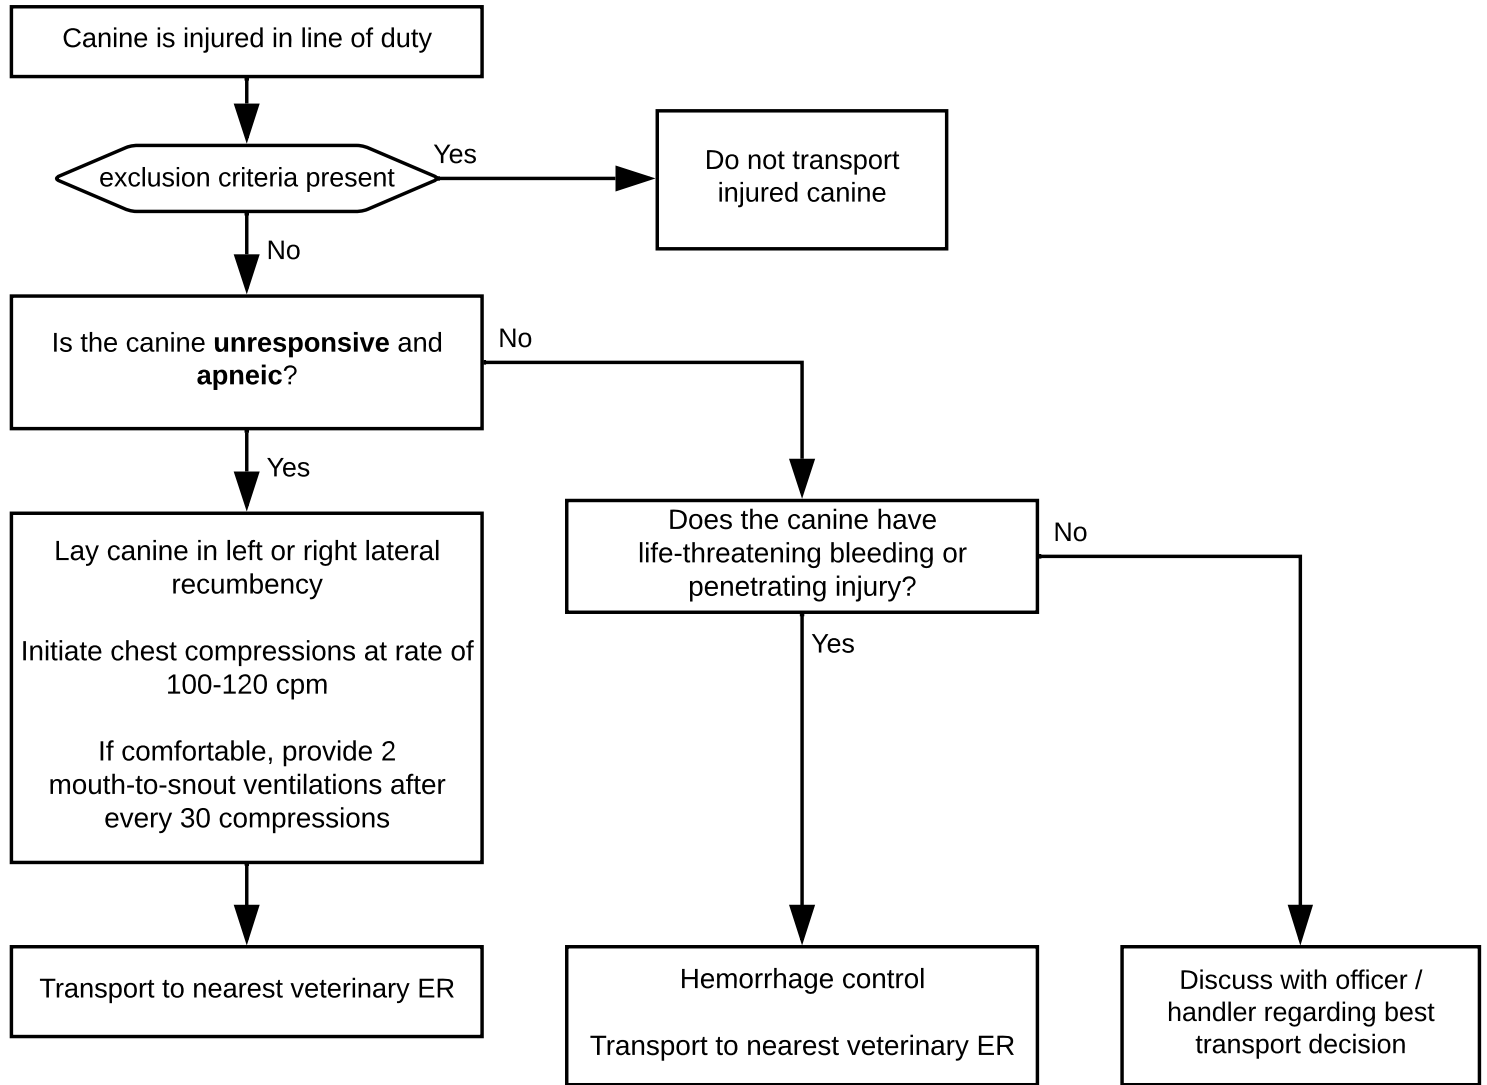 Canine is injured in line of duty
exclusion criteria present
Yes
Do not transport
injured canine
No
Is the canine unresponsive and
apneic?
No
Yes
Lay canine in left or right lateral
recumbency
Initiate chest compressions at rate of
100-120 cpm
If comfortable, provide 2
mouth-to-snout ventilations after
every 30 compressions
Transport to nearest veterinary ER
Does the canine have
life-threatening bleeding or
penetrating injury?
No
Yes
Hemorrhage control
Transport to nearest veterinary ER
Discuss with officer /
handler regarding best
transport decision